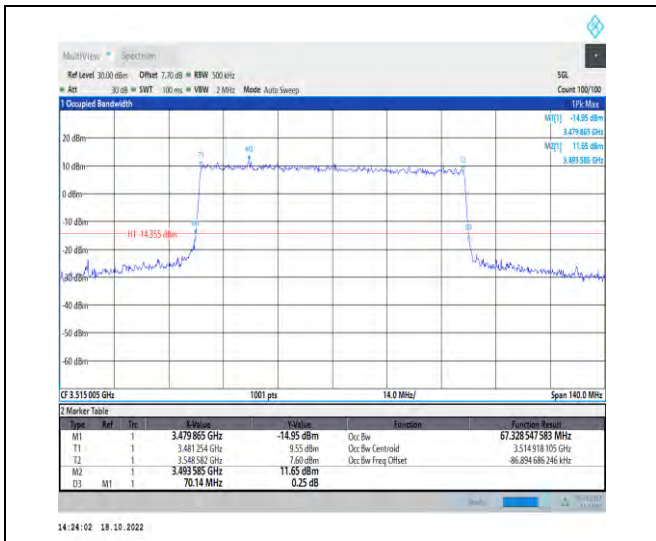 MultiView Spectrum
Ref Level 30.00 dBm Offset 7.70 dB RBW 500 kHz SGL
Att 30 dB SWT 100 ms VBW 2 MHz Mode Auto Sweep Count 100/100
1 Occupied Bandwidth 1Pk Max
M1[1] -14.95 dBm
3.479 865 GHz
20 dBm M2[1] 11.65 dBm
3.493 585 GHz
T1 M2 T2
10 dBm
0 dBm
-10 dBm
M1 D3
H1 -14.355 dBm
-20 dBm
-30 dBm
-40 dBm
-50 dBm
-60 dBm
CF 3.515 005 GHz 1001 pts 14.0 MHz/ Span 140.0 MHz
2 Marker Table
Type Ref Trc X-Value Y-Value Function Function Result
M1 1 3.479 865 GHz -14.95 dBm Occ Bw 67.328 547 583 MHz
T1 1 3.481 254 GHz 9.55 dBm Occ Bw Centroid 3.514 918 105 GHz
T2 1 3.548 582 GHz 7.60 dBm Occ Bw Freq Offset -86.894 686 246 kHz
M2 1 3.493 585 GHz 11.65 dBm
D3 M1 1 70.14 MHz 0.25 dB
14:24:02 18.10.2022